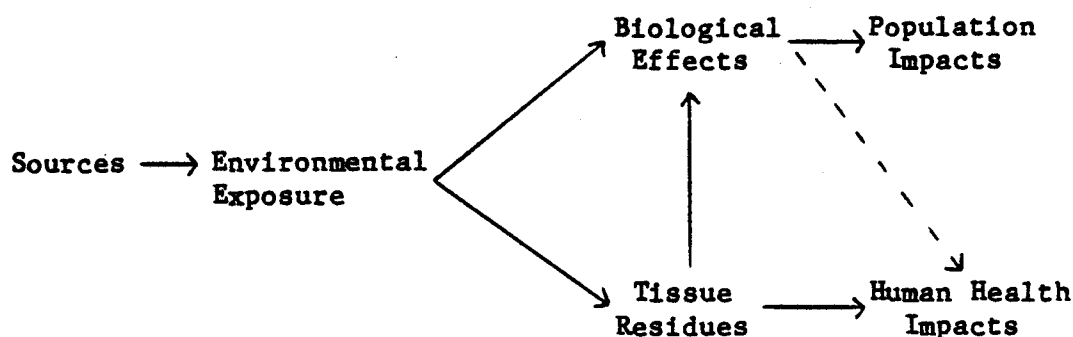 Biological
Effects
Population
Impacts
Sources
Environmental
Exposure
Tissue
Residues
Human Health
Impacts